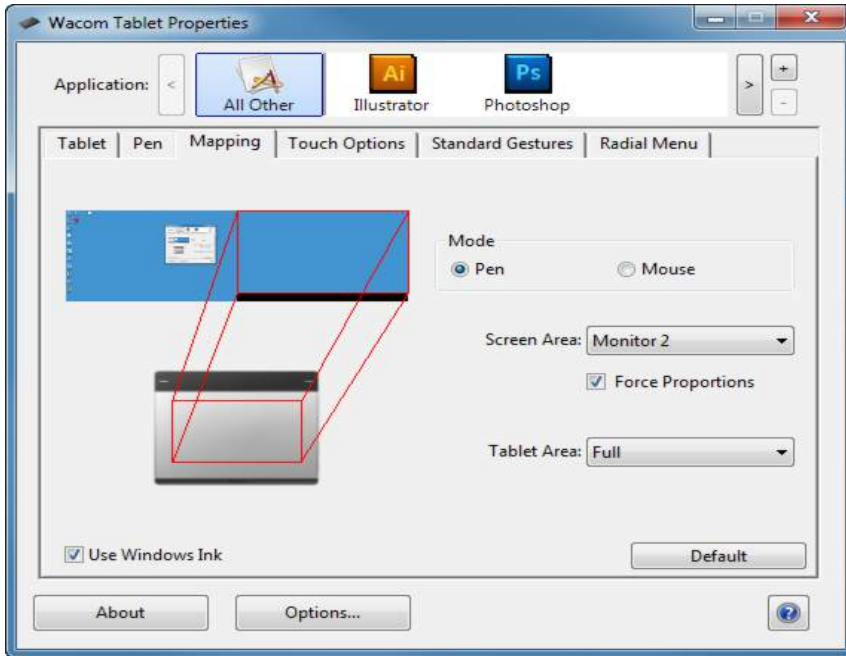 Wacom Tablet Properties
Application: < Ai Ps > + -
All Other Illustrator Photoshop
Tablet Pen Mapping Touch Options Standard Gestures Radial Menu
Mode
Pen Mouse
Screen Area: Monitor 2
Force Proportions
Tablet Area: Full
Use Windows Ink Default
About Options... ?